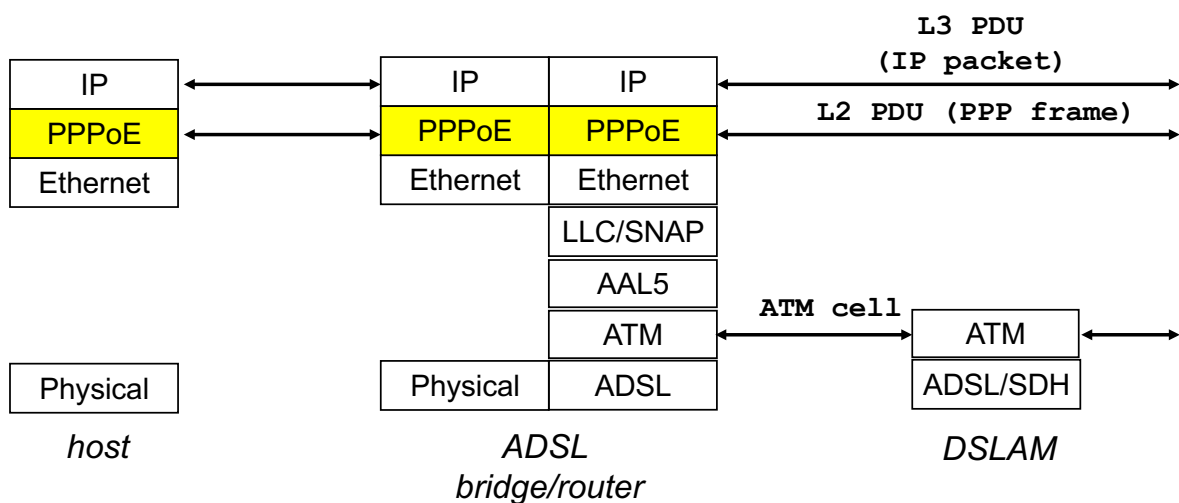 L3 PDU
(IP packet)
IP
IP
IP
L2 PDU (PPP frame)
PPPoE
PPPoE
PPPoE
Ethernet
Ethernet
Ethernet
LLC/SNAP
AAL5
ATM cell
ATM
ATM
Physical
Physical
ADSL
ADSL/SDH
host
ADSL
bridge/router
DSLAM